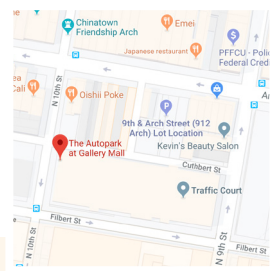 Chinatown
Friendship Arch
Emei
Japanese restaurant
PFFCU - Poli
Federal Cred
N 10th St
Cali
Oishii Poke
9th & Arch Street (912
Arch) Lot Location
Kevin's Beauty Salon
The Autopark
at Gallery Mall
Cuthbert St
Traffic Court
Filbert St
Filbert St
N 10th St
N 9th St